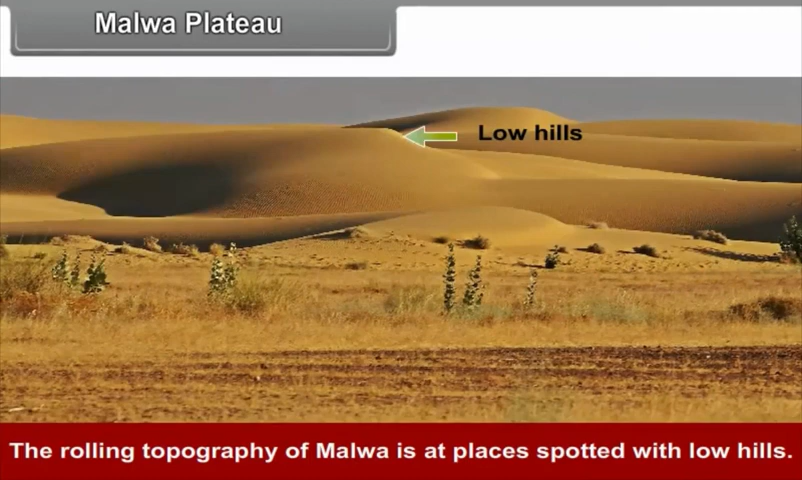 Malwa Plateau
Low hills
The rolling topography of Malwa is at places spotted with low hills.